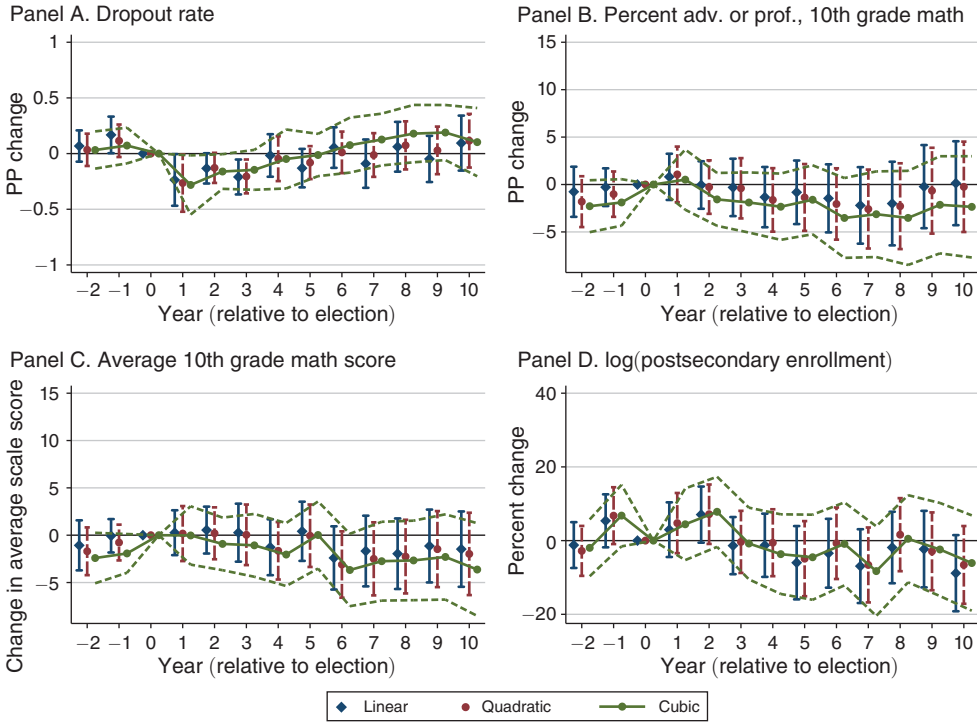 Panel A. Dropout rate
PP change
1
0.5
0
−0.5
−1
−2 −1 0 1 2 3 4 5 6 7 8 9 10
Year (relative to election)
Panel B. Percent adv. or prof., 10th grade math
PP change
15
10
5
0
−5
−2 −1 0 1 2 3 4 5 6 7 8 9 10
Year (relative to election)
Panel C. Average 10th grade math score
Change in average scale score
15
10
5
0
−5
−2 −1 0 1 2 3 4 5 6 7 8 9 10
Year (relative to election)
Panel D. log(postsecondary enrollment)
Percent change
40
20
0
−20
−2 −1 0 1 2 3 4 5 6 7 8 9 10
Year (relative to election)
Linear Quadratic Cubic